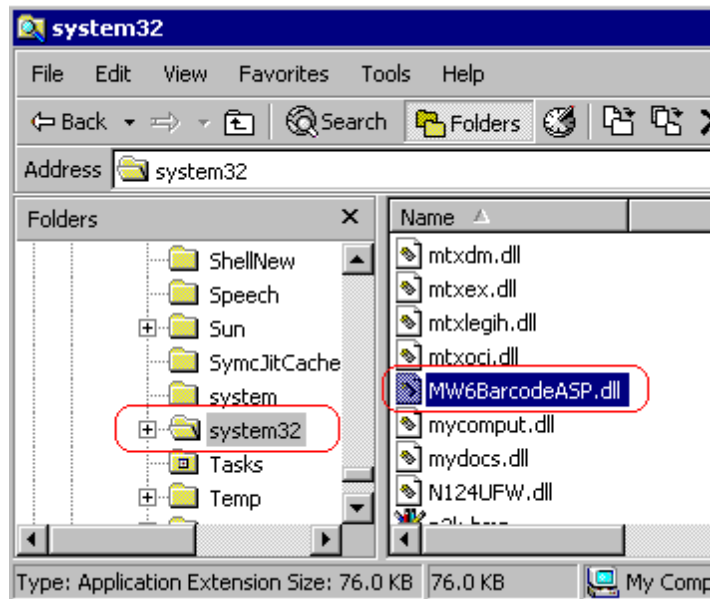 system32
File Edit View Favorites Tools Help
Back Search Folders
Address system32
Folders
Name
ShellNew
Speech
Sun
SymcJitCache
system
system32
Tasks
Temp
mtxdm.dll
mtxex.dll
mtxlegih.dll
mtxoci.dll
MW6BarcodeASP.dll
mycomput.dll
mydocs.dll
N124UFW.dll
Type: Application Extension Size: 76.0 KB 76.0 KB My Comp